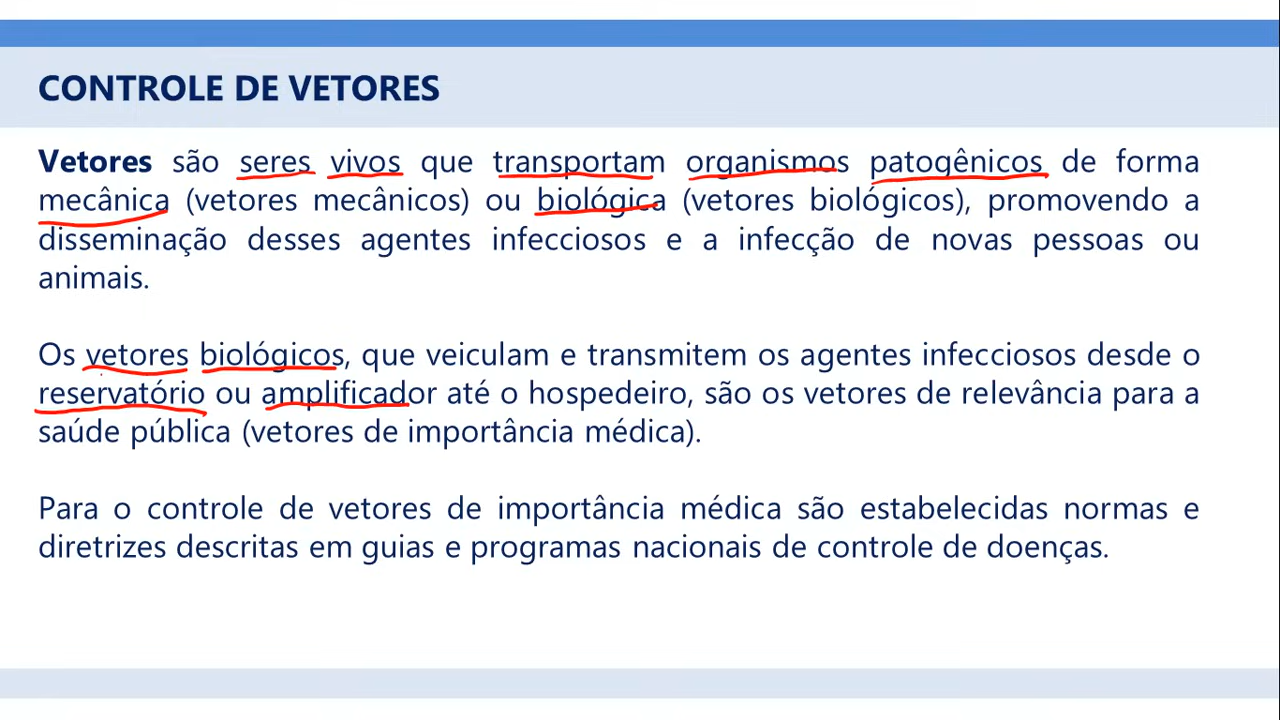 CONTROLE DE VETORES
Vetores são seres vivos que transportam organismos patogênicos de forma
mecânica (vetores mecânicos) ou biológica (vetores biológicos), promovendo a
disseminação desses agentes infecciosos e a infecção de novas pessoas ou
animais.
Os vetores biológicos, que veiculam e transmitem os agentes infecciosos desde o
reservatório ou amplificador até o hospedeiro, são os vetores de relevância para a
saúde pública (vetores de importância médica).
Para o controle de vetores de importância médica são estabelecidas normas e
diretrizes descritas em guias e programas nacionais de controle de doenças.